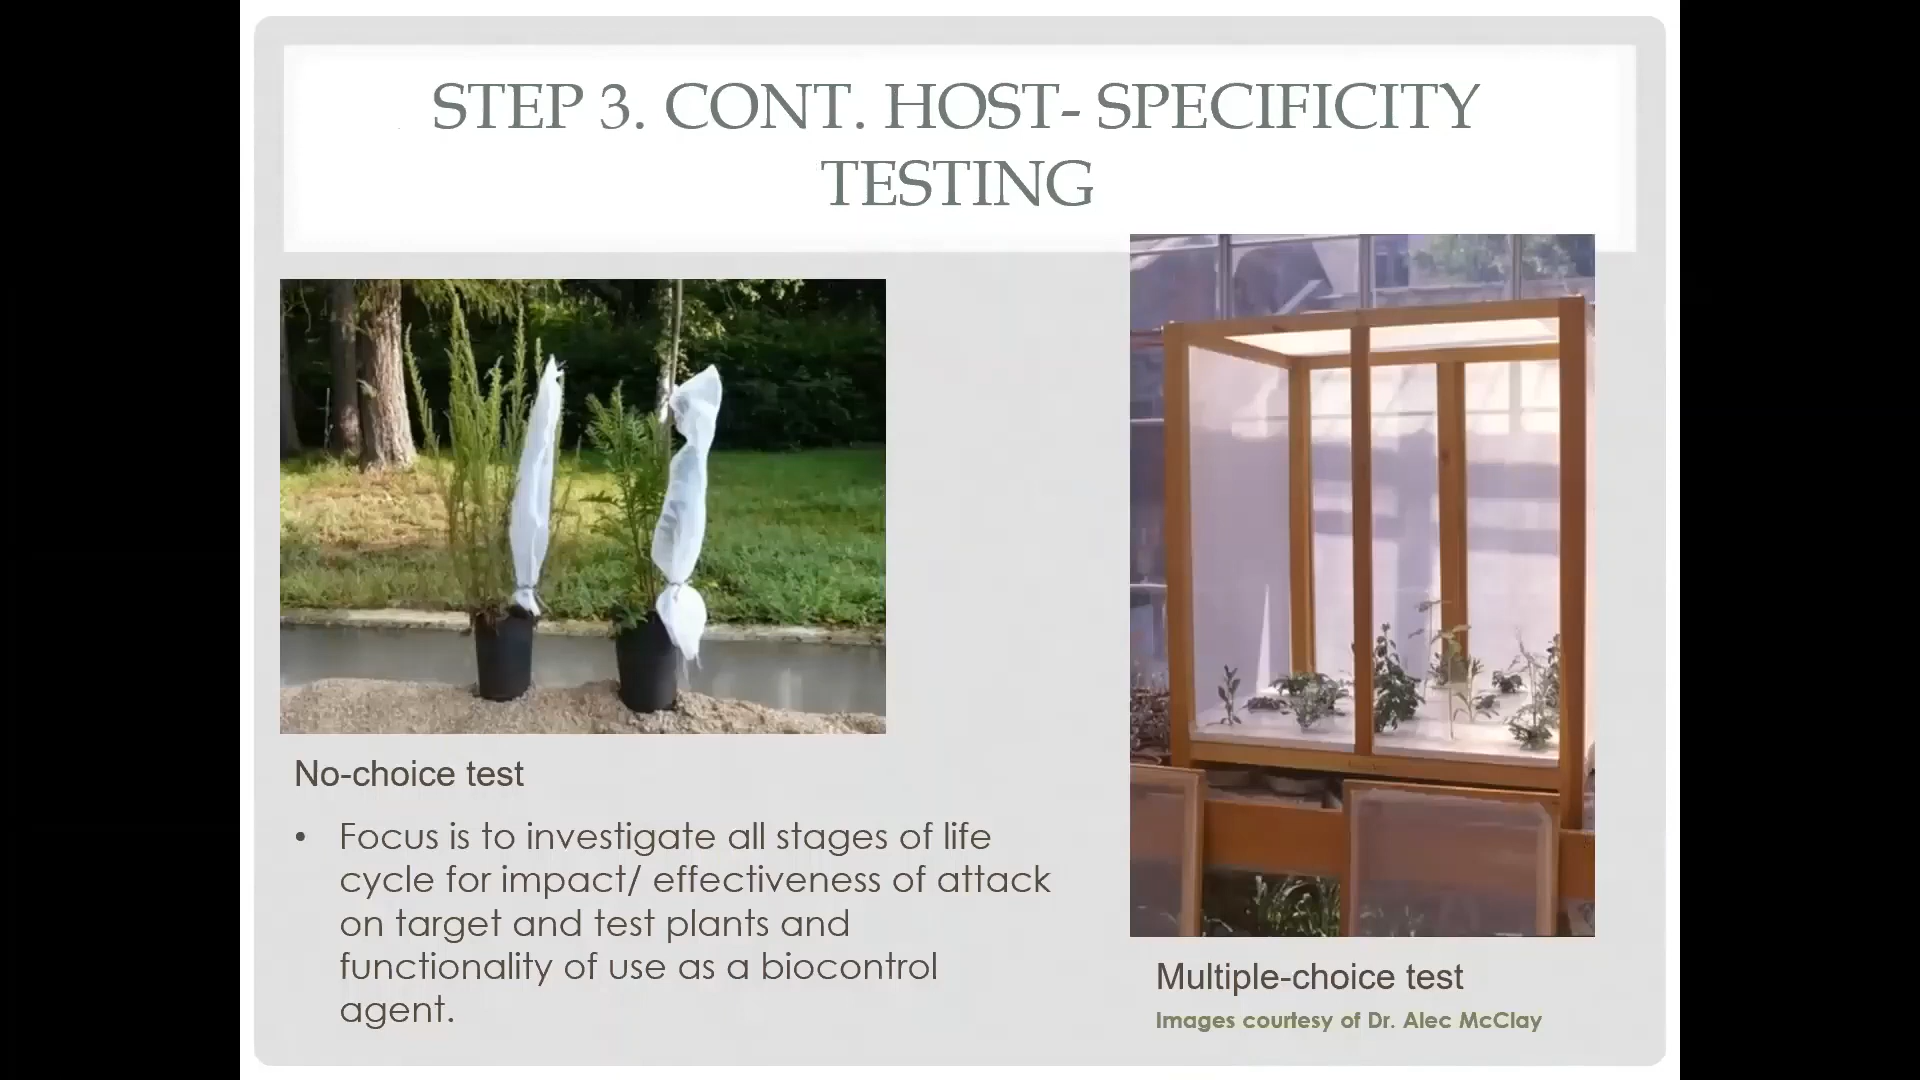 STEP 3. CONT. HOST- SPECIFICITY
TESTING
No-choice test
• Focus is to investigate all stages of life
cycle for impact/ effectiveness of attack
on target and test plants and
functionality of use as a biocontrol
agent.
Multiple-choice test
Images courtesy of Dr. Alec McClay